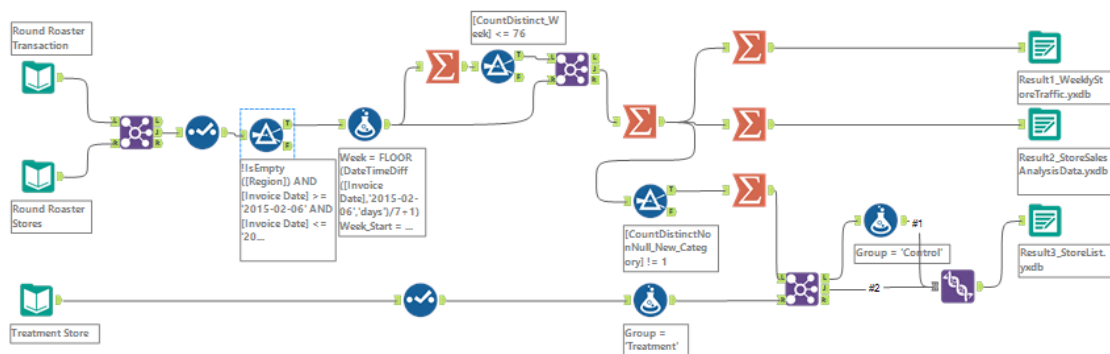 Round Roaster
Transaction
[CountDistinct_W
eek] <= 76
Result1_WeeklySt
oreTraffic.yxdb
!IsEmpty
([Region]) AND
[Invoice Date] >=
'2015-02-06' AND
[Invoice Date] <=
'20...
Week = FLOOR
(DateTimeDiff
([Invoice
Date],'2015-02-
06','days')/7+1)
Week_Start = ...
Result2_StoreSales
AnalysisData.yxdb
Round Roaster
Stores
[CountDistinctNo
nNull_New_Categ
ory] != 1
#1
Group = 'Control'
Result3_StoreList.
yxdb
#2
Treatment Store
Group =
'Treatment'